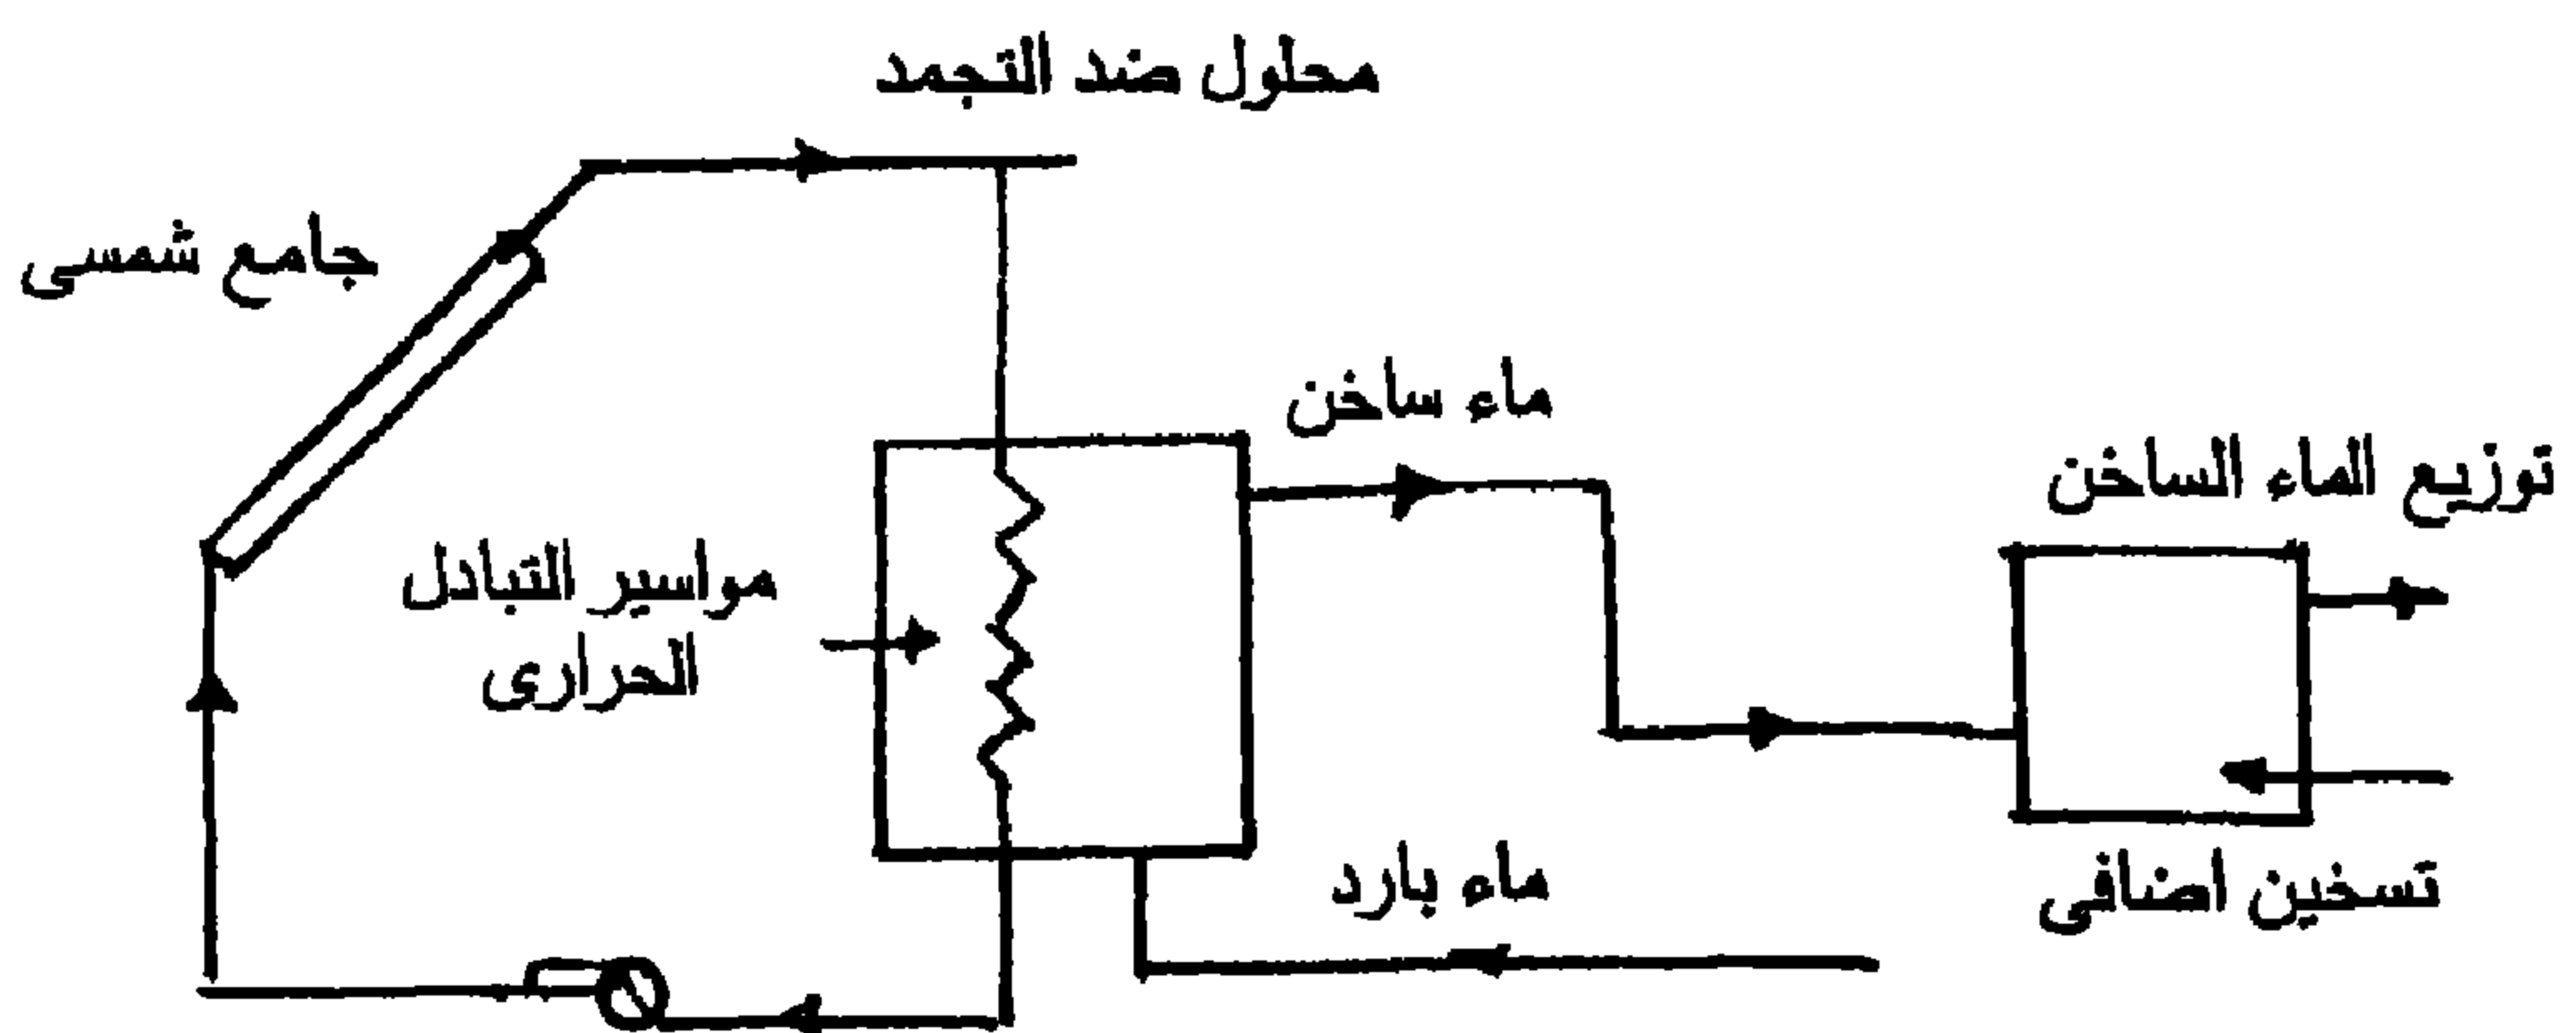 محلول ضد التجمد
جامع شمسى
ماء ساخن
توزيع الماء الساخن
مواسير التبادل
الحرارى
ماء بارد
تسخين اضافى